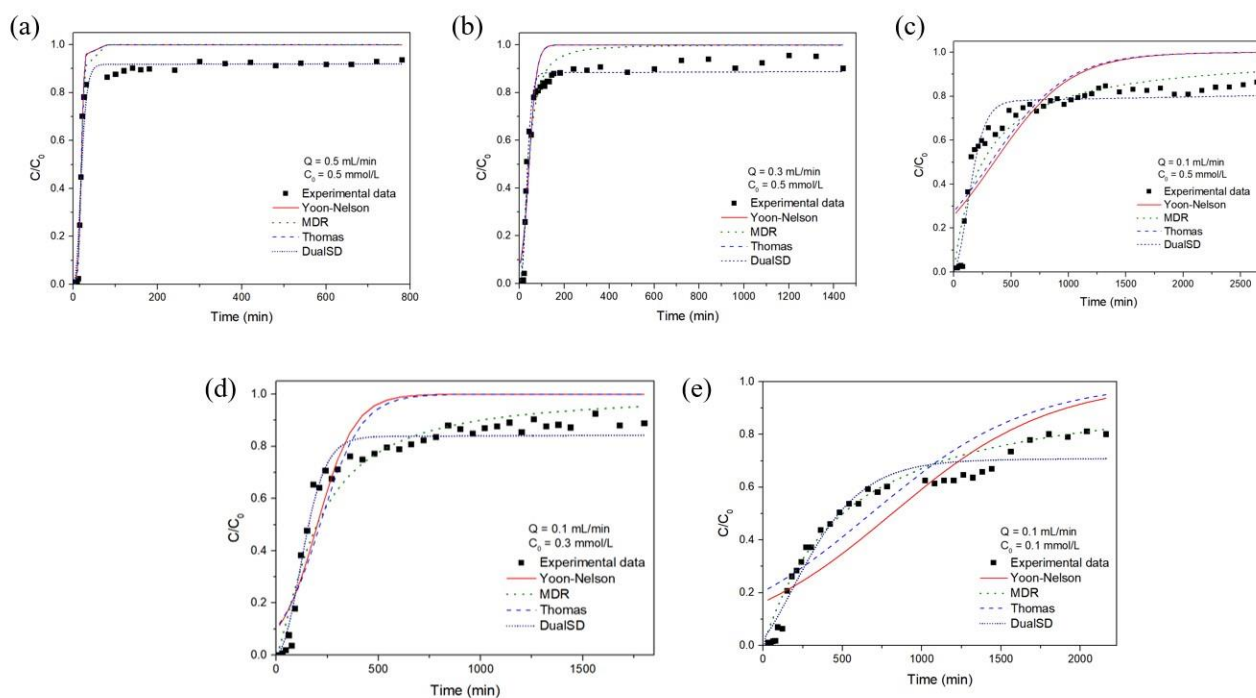 (a)
1.0
0.8
0.6
0.4
0.2
0.0
C/C0
0
200
400
600
800
Time (min)
Q = 0.5 mL/min
C0 = 0.5 mmol/L
Experimental data
Yoon-Nelson
MDR
Thomas
DualSD
(b)
1.0
0.8
0.6
0.4
0.2
0.0
C/C0
0
200
400
600
800
1000
1200
1400
Time (min)
Q = 0.3 mL/min
C0 = 0.5 mmol/L
Experimental data
Yoon-Nelson
MDR
Thomas
DualSD
(c)
1.0
0.8
0.6
0.4
0.2
0.0
C/C0
0
500
1000
1500
2000
2500
Time (min)
Q = 0.1 mL/min
C0 = 0.5 mmol/L
Experimental data
Yoon-Nelson
MDR
Thomas
DualSD
(d)
1.0
0.8
0.6
0.4
0.2
0.0
C/C0
0
500
1000
1500
Time (min)
Q = 0.1 mL/min
C0 = 0.3 mmol/L
Experimental data
Yoon-Nelson
MDR
Thomas
DualSD
(e)
1.0
0.8
0.6
0.4
0.2
0.0
C/C0
0
500
1000
1500
2000
Time (min)
Q = 0.1 mL/min
C0 = 0.1 mmol/L
Experimental data
Yoon-Nelson
MDR
Thomas
DualSD